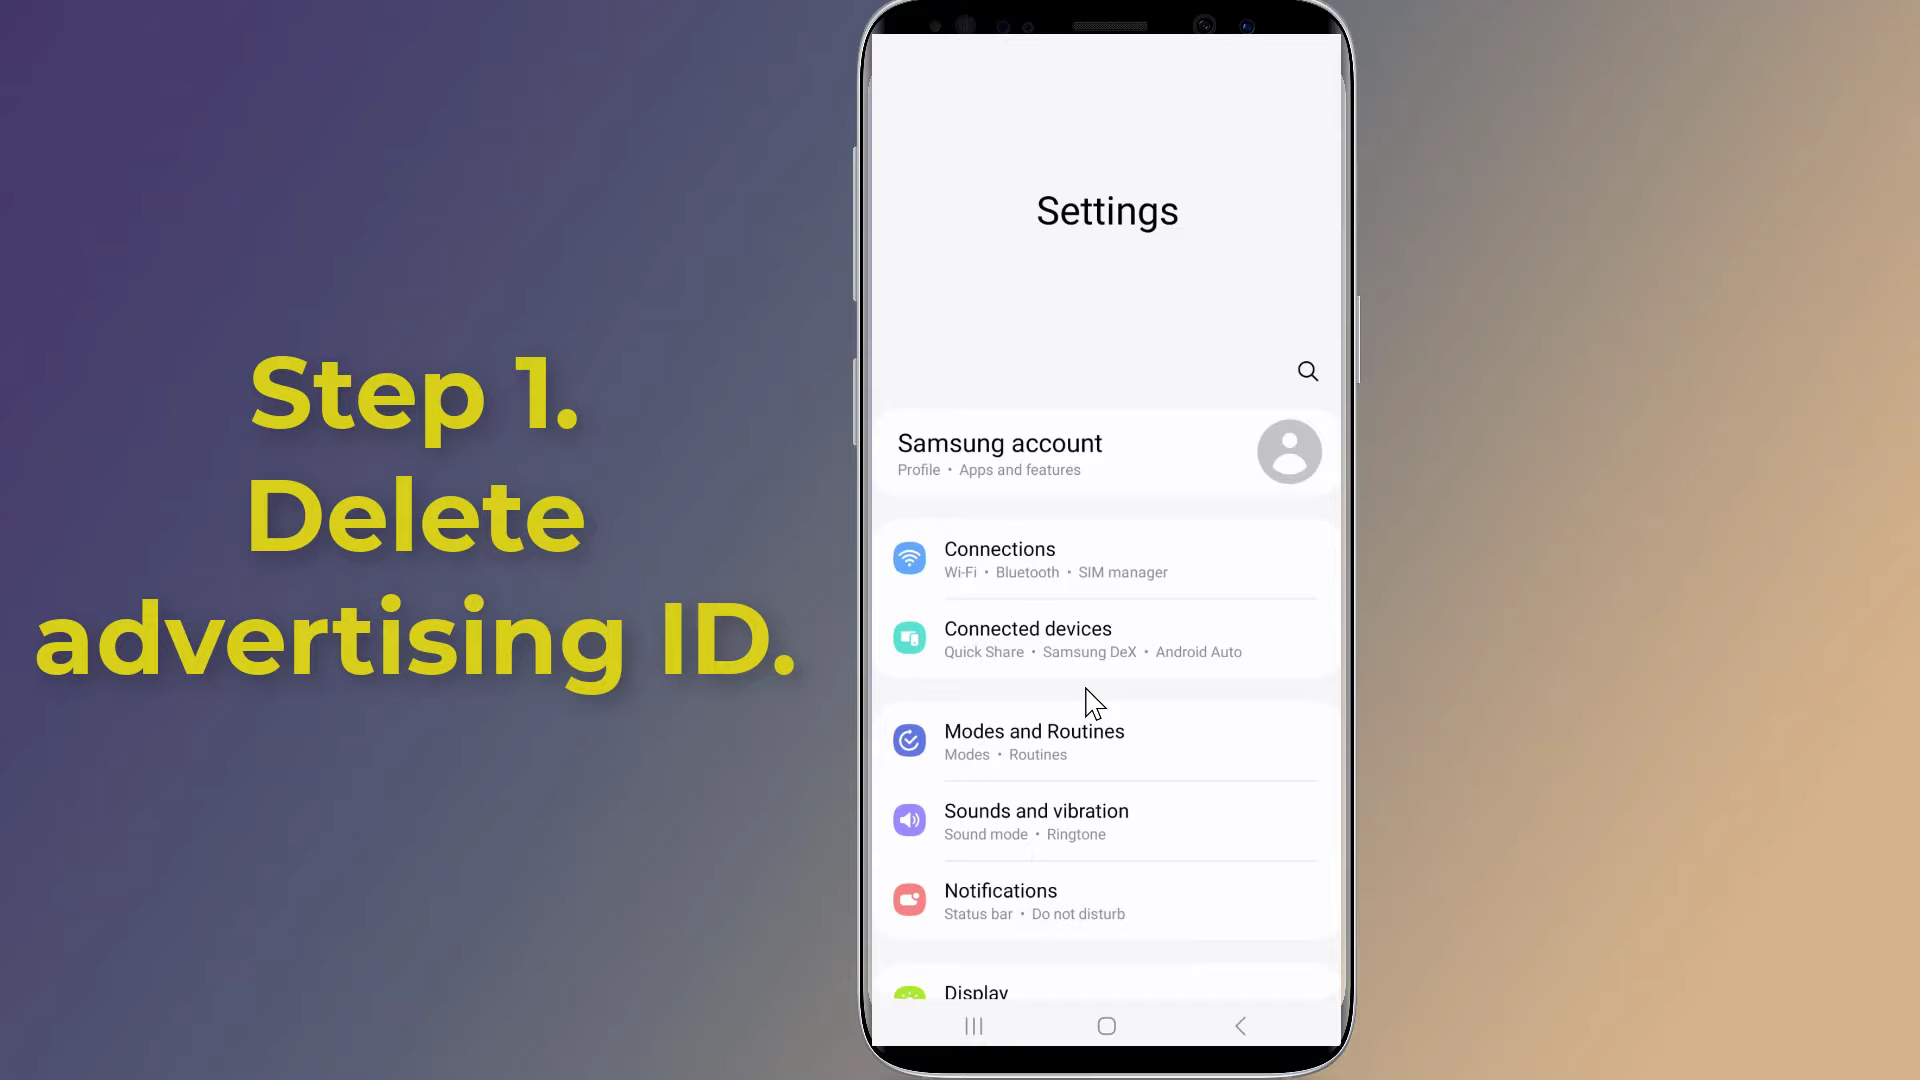 Step 1.
Delete
advertising ID.
Settings
Samsung account
Profile • Apps and features
Connections
Wi-Fi • Bluetooth • SIM manager
Connected devices
Quick Share • Samsung DeX • Android Auto
Modes and Routines
Modes • Routines
Sounds and vibration
Sound mode • Ringtone
Notifications
Status bar • Do not disturb
Display